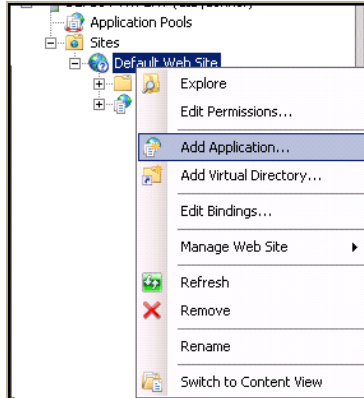 Application Pools
Sites
Default Web Site
Explore
Edit Permissions...
Add Application...
Add Virtual Directory...
Edit Bindings...
Manage Web Site
Refresh
Remove
Rename
Switch to Content View